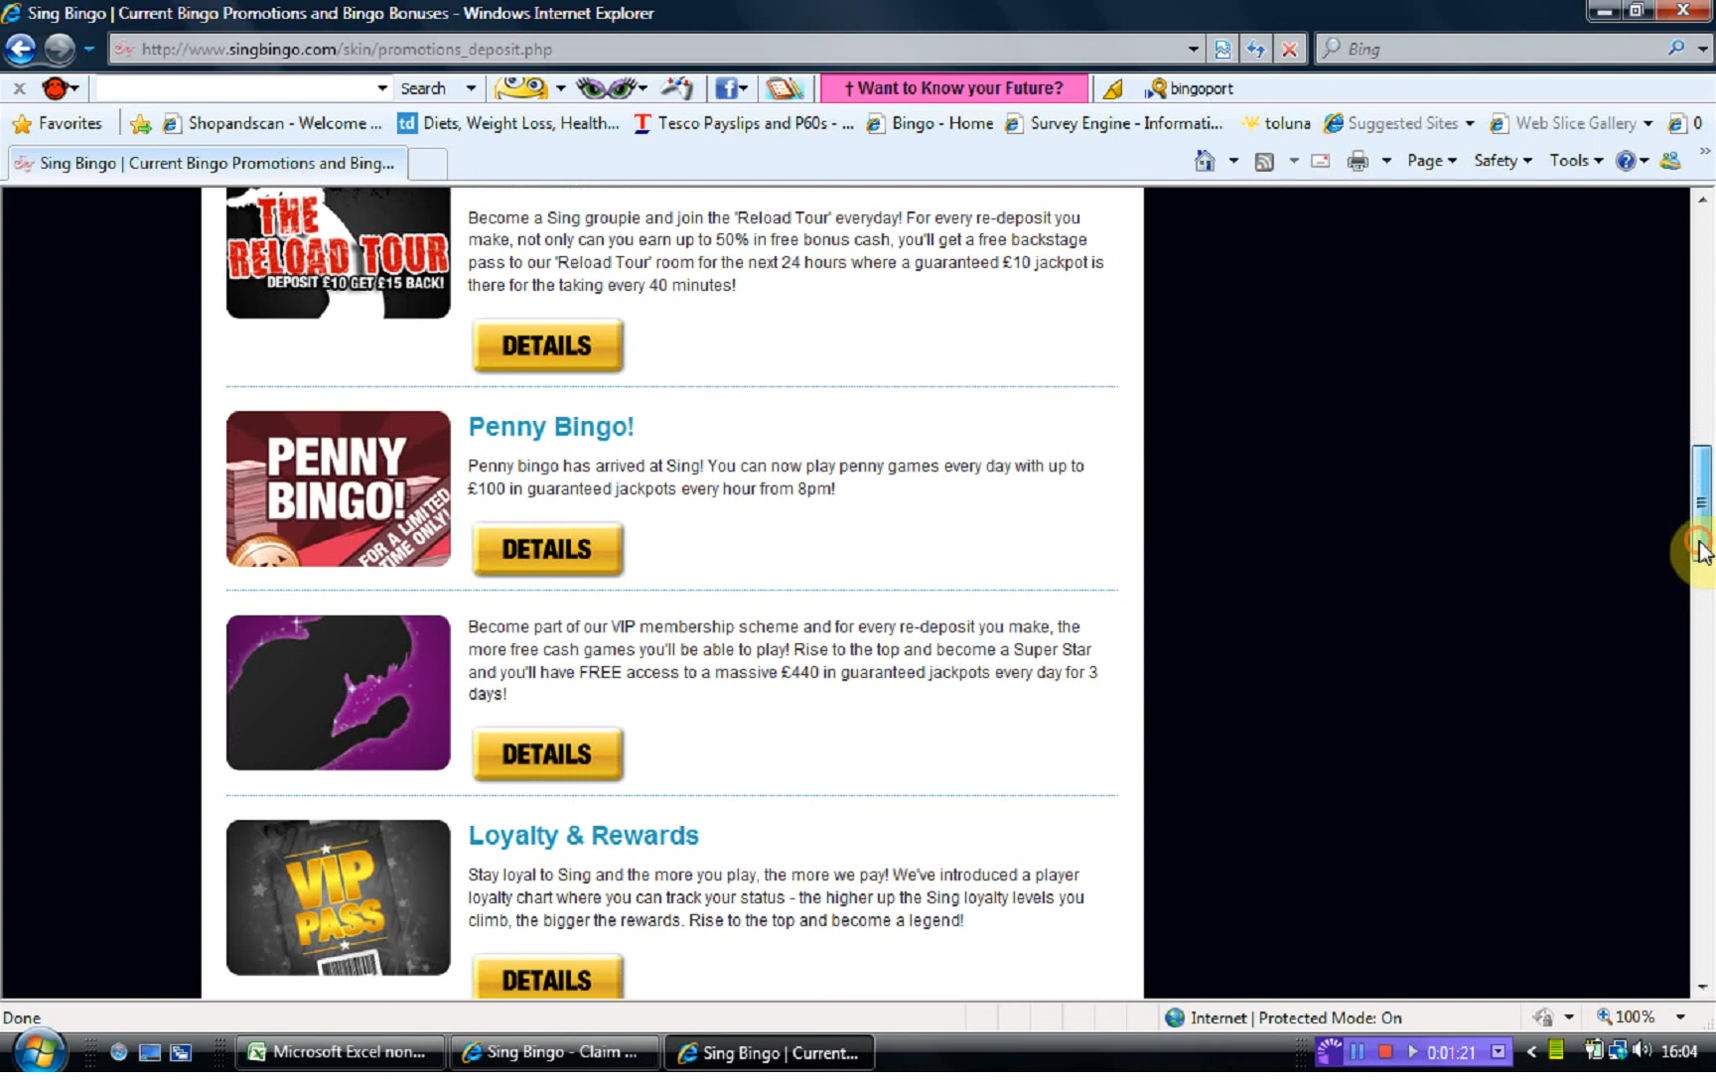 Sing Bingo | Current Bingo Promotions and Bingo Bonuses - Windows Internet Explorer
http://www.singbingo.com/skin/promotions_deposit.php
Bing
Search
† Want to Know your Future?
bingoport
Favorites
Shopandscan - Welcome ...
td Diets, Weight Loss, Health...
T Tesco Payslips and P60s - ...
Bingo - Home
Survey Engine - Informati...
toluna
Suggested Sites
Web Slice Gallery
0
Sing Bingo | Current Bingo Promotions and Bing...
Page
Safety
Tools
THE
RELOAD TOUR
DEPOSIT £10 GET £15 BACK!
Become a Sing groupie and join the 'Reload Tour' everyday! For every re-deposit you
make, not only can you earn up to 50% in free bonus cash, you'll get a free backstage
pass to our 'Reload Tour' room for the next 24 hours where a guaranteed £10 jackpot is
there for the taking every 40 minutes!
DETAILS
PENNY
BINGO!
FOR A LIMITED
TIME ONLY!
Penny Bingo!
Penny bingo has arrived at Sing! You can now play penny games every day with up to
£100 in guaranteed jackpots every hour from 8pm!
DETAILS
Become part of our VIP membership scheme and for every re-deposit you make, the
more free cash games you'll be able to play! Rise to the top and become a Super Star
and you'll have FREE access to a massive £440 in guaranteed jackpots every day for 3
days!
DETAILS
VIP
PASS
Loyalty & Rewards
Stay loyal to Sing and the more you play, the more we pay! We've introduced a player
loyalty chart where you can track your status - the higher up the Sing loyalty levels you
climb, the bigger the rewards. Rise to the top and become a legend!
DETAILS
Done
Internet | Protected Mode: On
100%
Microsoft Excel non...
Sing Bingo - Claim ...
Sing Bingo | Current...
0:01:21
16:04